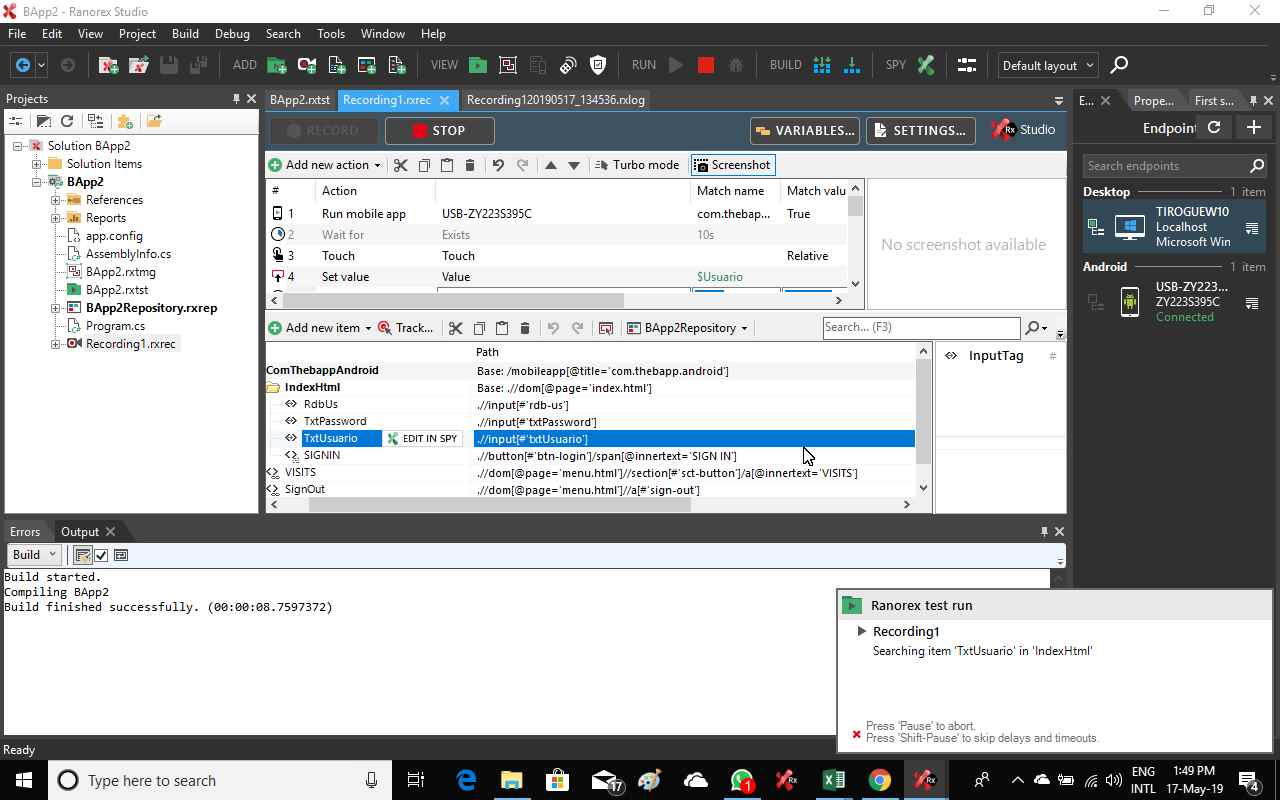 BApp2 - Ranorex Studio
File Edit View Project Build Debug Search Tools Window Help
ADD VIEW RUN BUILD SPY Default layout
Projects
Solution BApp2
Solution Items
BApp2
References
Reports
app.config
AssemblyInfo.cs
BApp2.rxtmg
BApp2.rxtst
BApp2Repository.rxrep
Program.cs
Recording1.rxrec
BApp2.rxtst Recording1.rxrec Recording120190517_134536.rxlog
RECORD STOP VARIABLES... SETTINGS... Rx Studio
Add new action Turbo mode Screenshot
# Action Match name Match valu
1 Run mobile app USB-ZY223S395C com.thebap... True
2 Wait for Exists 10s
3 Touch Touch Relative
4 Set value Value $Usuario
No screenshot available
Add new item Track... BApp2Repository Search... (F3)
Path
ComThebappAndroid Base: /mobileapp[@title='com.thebapp.android']
IndexHtml Base: .//dom[@page='index.html']
RdbUs .//input[#'rdb-us']
TxtPassword .//input[#'txtPassword']
TxtUsuario EDIT IN SPY .//input[#'txtUsuario']
SIGNIN .//button[#'btn-login']/span[@innertext='SIGN IN']
VISITS .//dom[@page='menu.html']//section[#'sct-button']/a[@innertext='VISITS']
SignOut .//dom[@page='menu.html']//a[#'sign-out']
InputTag #
E... Prope... First s...
Endpoint
Search endpoints
Desktop 1 item
TIROGUEW10
Localhost
Microsoft Win
Android 1 item
USB-ZY223...
ZY223S395C
Connected
Errors Output
Build
Build started.
Compiling BApp2
Build finished successfully. (00:00:08.7597372)
Ranorex test run
Recording1
Searching item 'TxtUsuario' in 'IndexHtml'
Press 'Pause' to abort.
Press 'Shift-Pause' to skip delays and timeouts.
Ready
Type here to search
17
1
Rx
ENG
INTL
1:49 PM
17-May-19
4